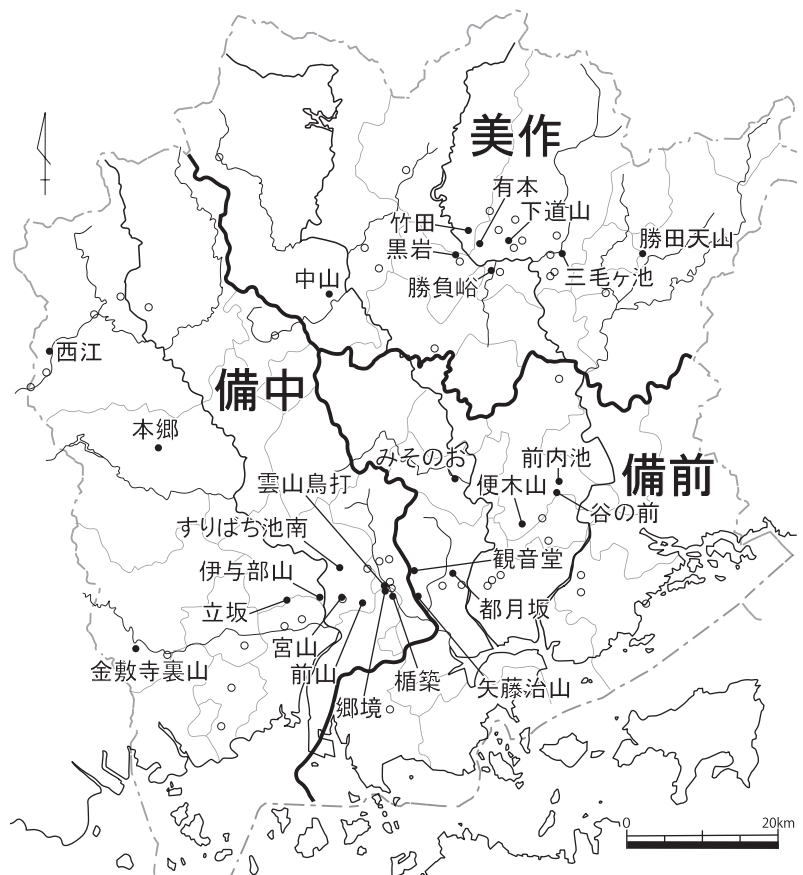 美作
有本
下道山
竹田
黒岩
勝田天山
勝負峪
三毛ヶ池
中山
西江
備中
本郷
みそのお
前内池
備前
雲山鳥打
便木山
谷の前
すりばち池南
観音堂
伊与部山
立坂
都月坂
宮山
前山
金敷寺裏山
楯築
矢藤治山
郷境
0
20km